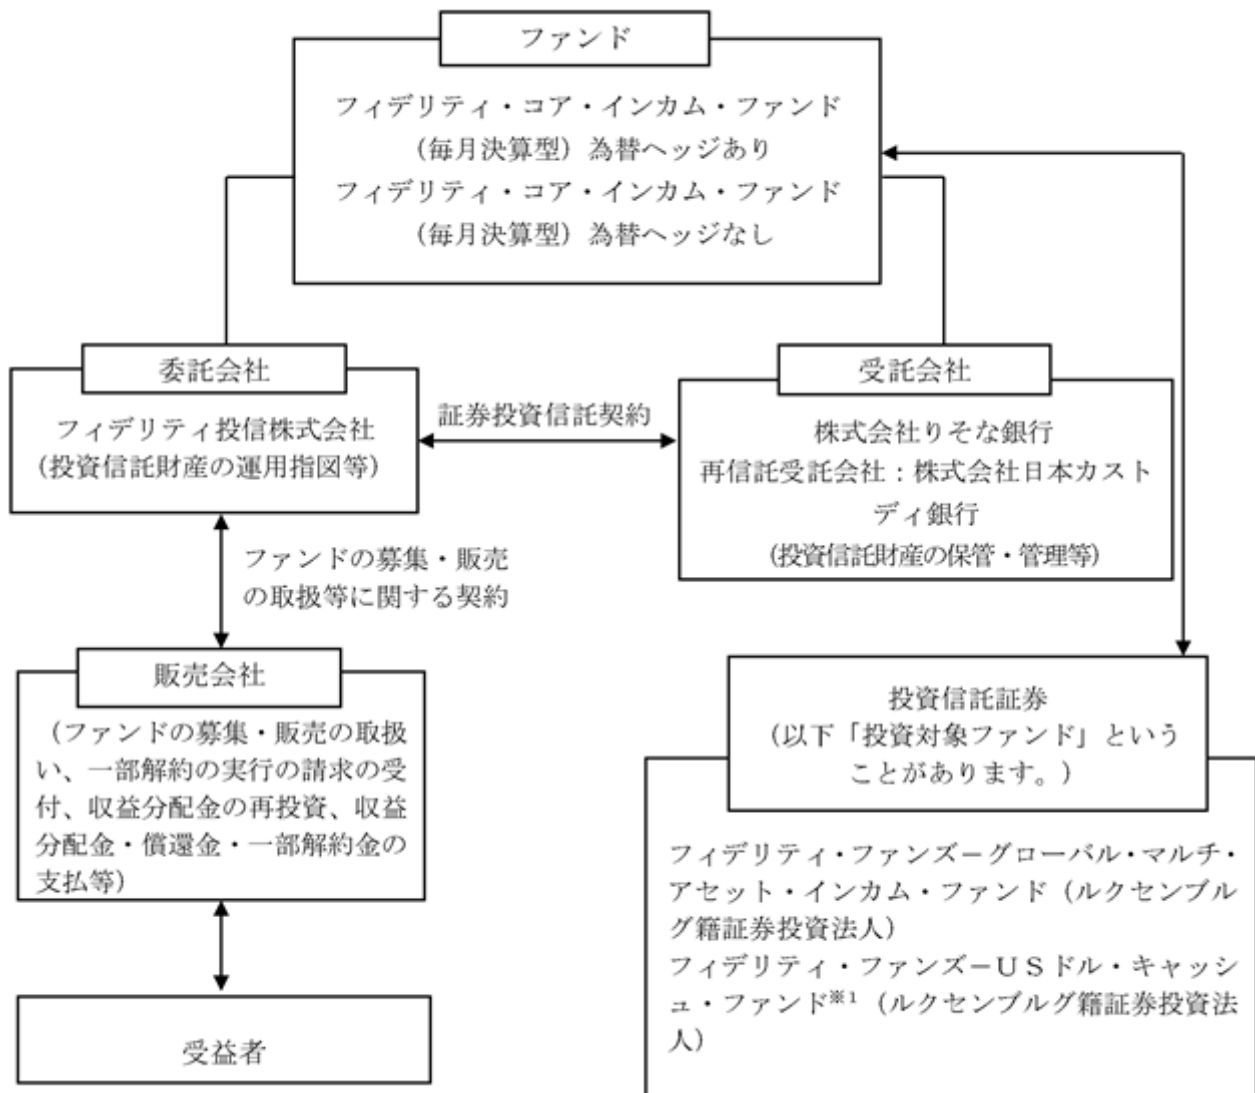 ファンド
フィデリティ・コア・インカム・ファンド
（毎月決算型）為替ヘッジあり
フィデリティ・コア・インカム・ファンド
（毎月決算型）為替ヘッジなし
委託会社
フィデリティ投信株式会社
（投資信託財産の運用指図等）
証券投資信託契約
受託会社
株式会社りそな銀行
再信託受託会社：株式会社日本カスト
ディ銀行
（投資信託財産の保管・管理等）
ファンドの募集・販売
の取扱等に関する契約
販売会社
（ファンドの募集・販売の取扱
い、一部解約の実行の請求の受
付、収益分配金の再投資、収益
分配金・償還金・一部解約金の
支払等）
受益者
投資信託証券
（以下「投資対象ファンド」という
ことがあります。）
フィデリティ・ファンズ－グローバル・マルチ・
アセット・インカム・ファンド（ルクセンブル
グ籍証券投資法人）
フィデリティ・ファンズ－ＵＳドル・キャッシ
ュ・ファンド※1（ルクセンブルグ籍証券投資法
人）